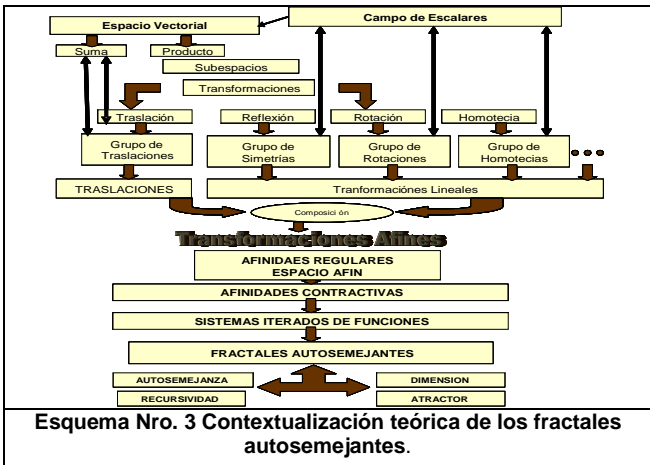 Campo de Escalares
Espacio Vectorial
Suma
Producto
Subespacios
Transformaciones
Traslación
Reflexión
Rotación
Homotecia
Grupo de
Traslaciones
Grupo de
Simetrías
Grupo de
Rotaciones
Grupo de
Homotecias
TRASLACIONES
Tranformaciónes Lineales
Composición
Transformaciones Afines
AFINIDAES REGULARES
ESPACIO AFIN
AFINIDADES CONTRACTIVAS
SISTEMAS ITERADOS DE FUNCIONES
FRACTALES AUTOSEMEJANTES
AUTOSEMEJANZA
DIMENSION
RECURSIVIDAD
ATRACTOR
Esquema Nro. 3 Contextualización teórica de los fractales
autosemejantes.